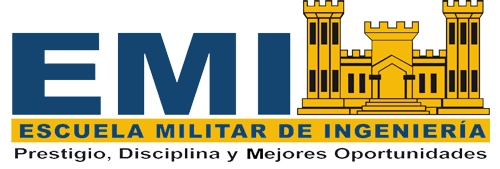 EMI
ESCUELA MILITAR DE INGENIERÍA
Prestigio, Disciplina y Mejores Oportunidades